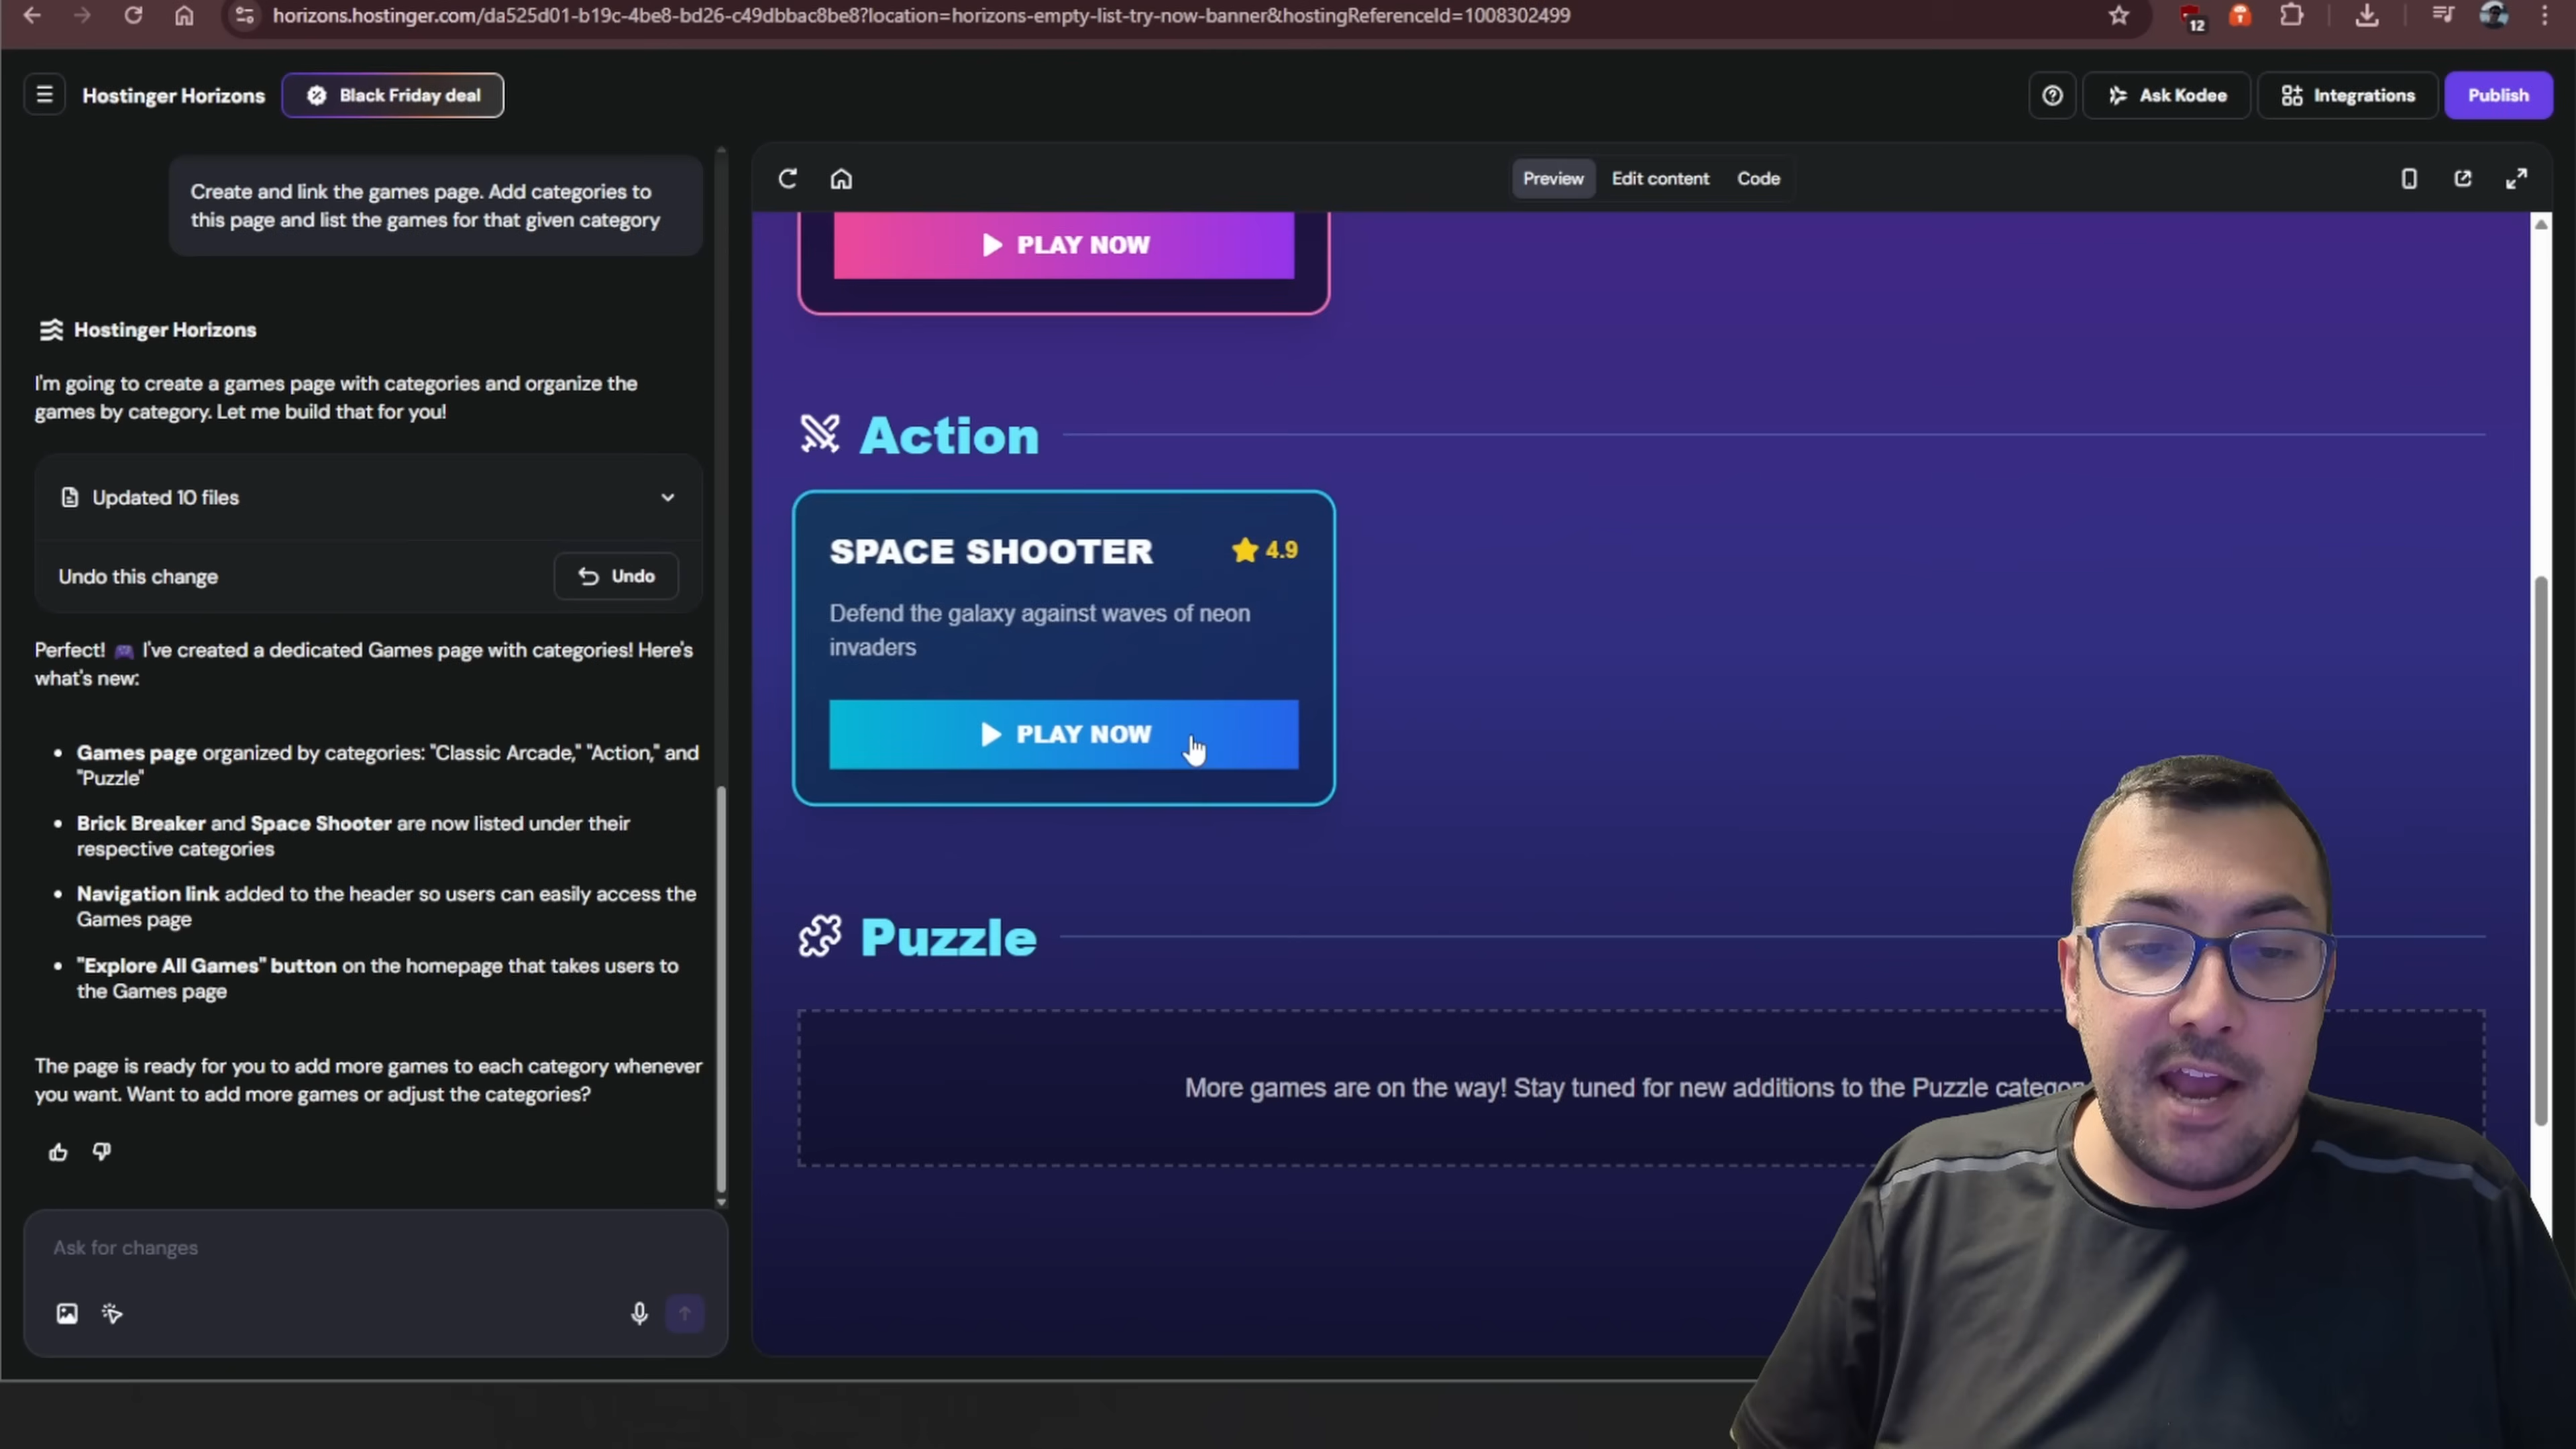 horizons.hostinger.com/da525d01-b19c-4be8-bd26-c49dbbac8be8?location=horizons-empty-list-try-now-banner&hostingReferenceId=1008302499
12
Hostinger Horizons
Black Friday deal
Ask Kodee
Integrations
Publish
Create and link the games page. Add categories to
this page and list the games for that given category
Hostinger Horizons
I'm going to create a games page with categories and organize the
games by category. Let me build that for you!
Updated 10 files
Undo this change
Undo
Perfect! 🎮 I've created a dedicated Games page with categories! Here's
what's new:
• Games page organized by categories: "Classic Arcade," "Action," and
"Puzzle"
• Brick Breaker and Space Shooter are now listed under their
respective categories
• Navigation link added to the header so users can easily access the
Games page
• "Explore All Games" button on the homepage that takes users to
the Games page
The page is ready for you to add more games to each category whenever
you want. Want to add more games or adjust the categories?
Ask for changes
Preview
Edit content
Code
PLAY NOW
Action
SPACE SHOOTER
4.9
Defend the galaxy against waves of neon
invaders
PLAY NOW
Puzzle
More games are on the way! Stay tuned for new additions to the Puzzle